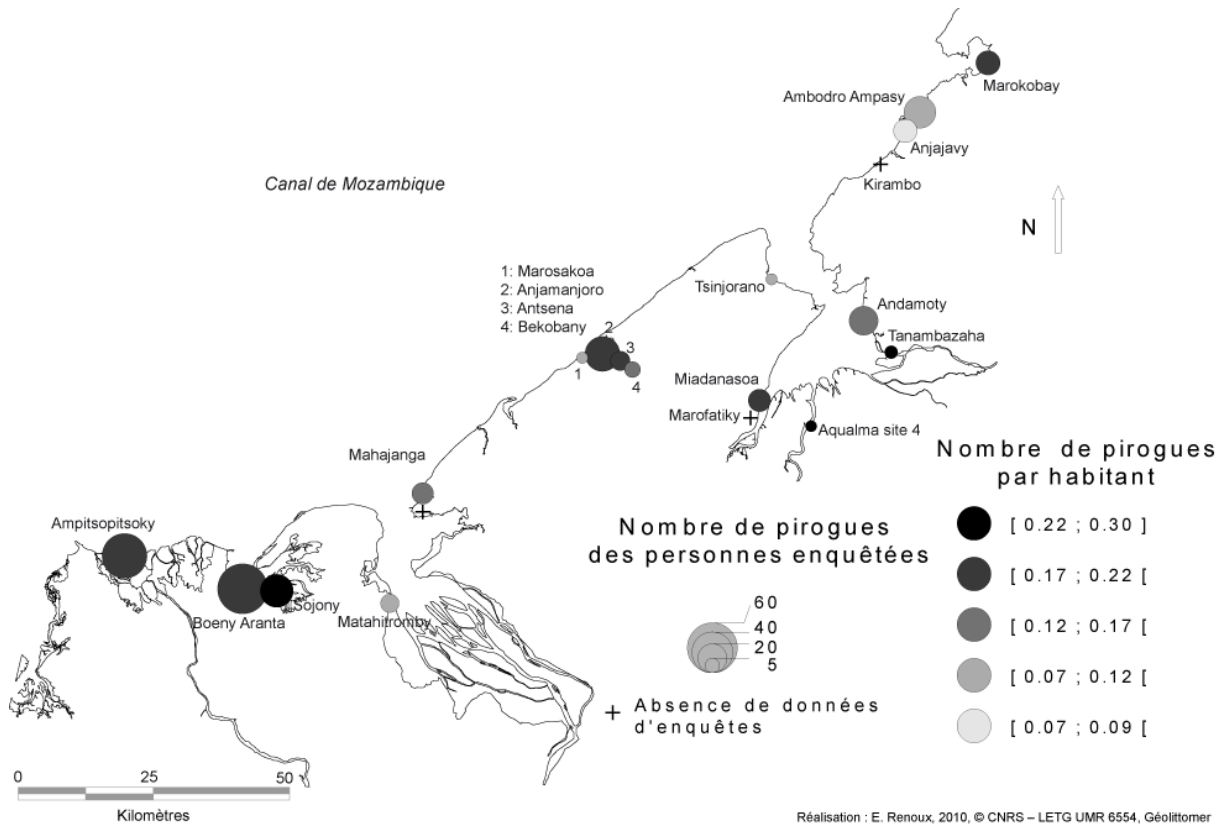 Marokobay
Ambodro Ampasy
Anjajavy
Kirambo
Canal de Mozambique
N
1: Marosakoa
2: Anjamanjoro
3: Antsena
4: Bekobany
Tsinjorano
Andamoty
Tanambazaha
2
3
1
4
Miadanasoa
Marofatiky
Aqualma site 4
Mahajanga
Ampitsopitsoky
Boeny Aranta
Sojony
Matahitromby
Nombre de pirogues
des personnes enquêtées
60
40
20
5
+ Absence de données
d'enquêtes
Nombre de pirogues
par habitant
[ 0.22 ; 0.30 ]
[ 0.17 ; 0.22 [
[ 0.12 ; 0.17 [
[ 0.07 ; 0.12 [
[ 0.07 ; 0.09 [
0 25 50
Kilomètres
Réalisation : E. Renoux, 2010, © CNRS – LETG UMR 6554, Géolittomer